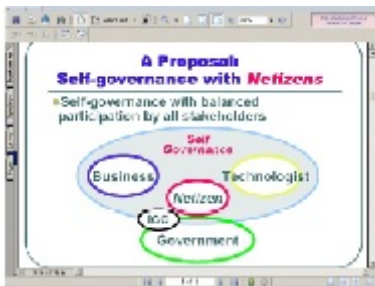 A Proposal:
Self-governance with Netizens
Self-governance with balanced
participation by all stakeholders
Self
Governance
Business
Technologist
Netizen
IGC
Government